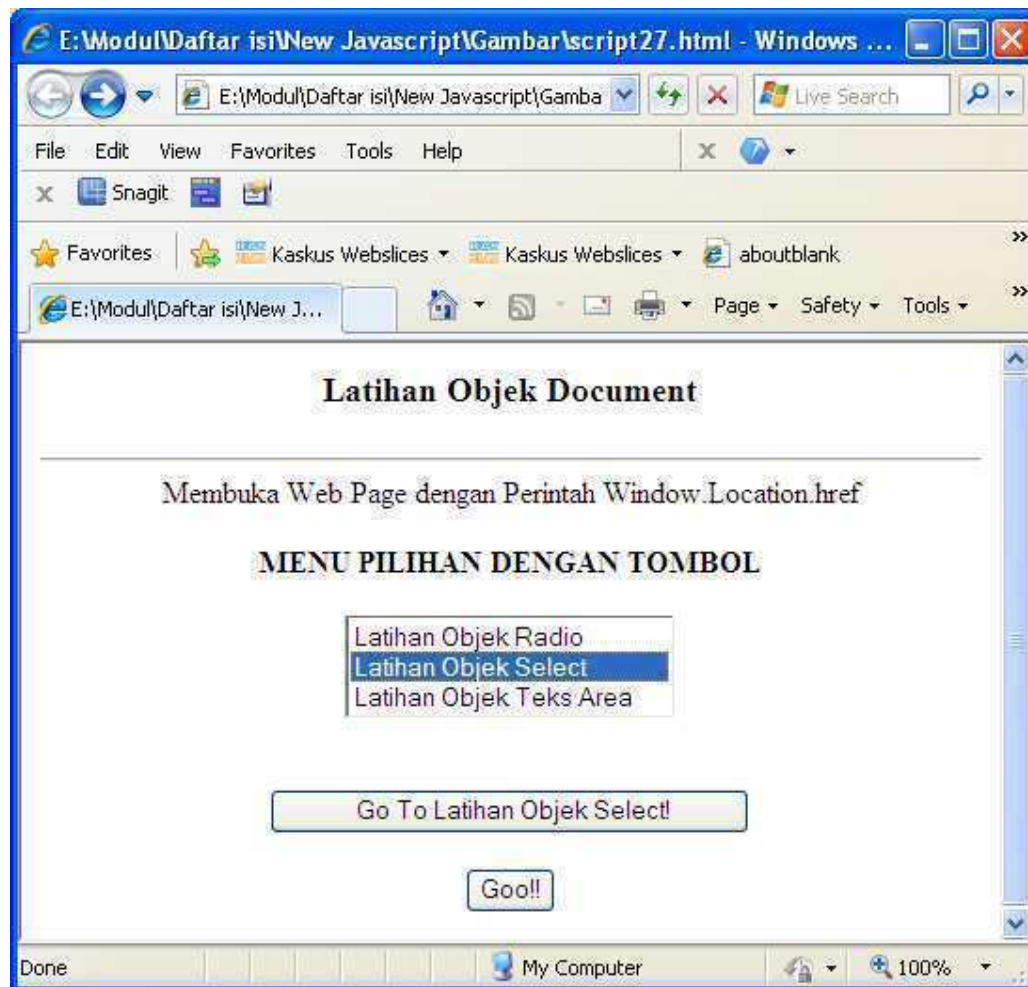 E:\Modul\Daftar isi\New Javascript\Gambar\script27.html - Windows ...
E:\Modul\Daftar isi\New Javascript\Gamba
Live Search
File Edit View Favorites Tools Help
x
x Snagit
Favorites Kaskus Webslices Kaskus Webslices aboutblank »
E:\Modul\Daftar isi\New J... Page Safety Tools »
Latihan Objek Document
Membuka Web Page dengan Perintah Window.Location.href
MENU PILIHAN DENGAN TOMBOL
Latihan Objek Radio
Latihan Objek Select
Latihan Objek Teks Area
Go To Latihan Objek Select!
Goo!!
Done My Computer 100%